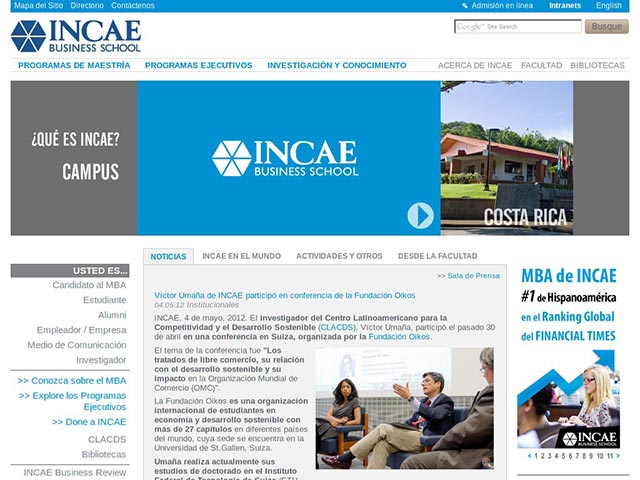 Mapa del Sitio Directorio Contáctenos
Admisión en línea Intranets English
INCAE
BUSINESS SCHOOL
Google™ Site Search Busque
PROGRAMAS DE MAESTRÍA PROGRAMAS EJECUTIVOS INVESTIGACIÓN Y CONOCIMIENTO
ACERCA DE INCAE FACULTAD BIBLIOTECAS
¿QUÉ ES INCAE?
CAMPUS
INCAE
BUSINESS SCHOOL
COSTA RICA
USTED ES...
Candidato al MBA
Estudiante
Alumni
Empleador / Empresa
Medio de Comunicación
Investigador
>> Conozca sobre el MBA
>> Explore los Programas
Ejecutivos
>> Done a INCAE
CLACDS
Bibliotecas
INCAE Business Review
NOTICIAS INCAE EN EL MUNDO ACTIVIDADES Y OTROS DESDE LA FACULTAD
>> Sala de Prensa
Víctor Umaña de INCAE participó en conferencia de la Fundación Oikos
04.05.12 Institucionales
INCAE, 4 de mayo, 2012. El investigador del Centro Latinoamericano para la
Competitividad y el Desarrollo Sostenible (CLACDS), Víctor Umaña, participó el pasado 30
de abril en una conferencia en Suiza, organizada por la Fundación Oikos.
El tema de la conferencia fue "Los
tratados de libre comercio, su relación
con el desarrollo sostenible y su
impacto en la Organización Mundial de
Comercio (OMC)".
La Fundación Oikos es una organización
internacional de estudiantes en
economía y desarrollo sostenible con
más de 27 capítulos en diferentes países
del mundo, cuya sede se encuentra en la
Universidad de St.Gallen, Suiza.
Umaña realiza actualmente sus
estudios de doctorado en el Instituto
Federal de Tecnología de Suiza (ETH
MBA de INCAE
#1 de Hispanoamérica
en el Ranking Global
del FINANCIAL TIMES
INCAE
BUSINESS SCHOOL
< 1 2 3 4 5 6 7 8 9 10 11 >